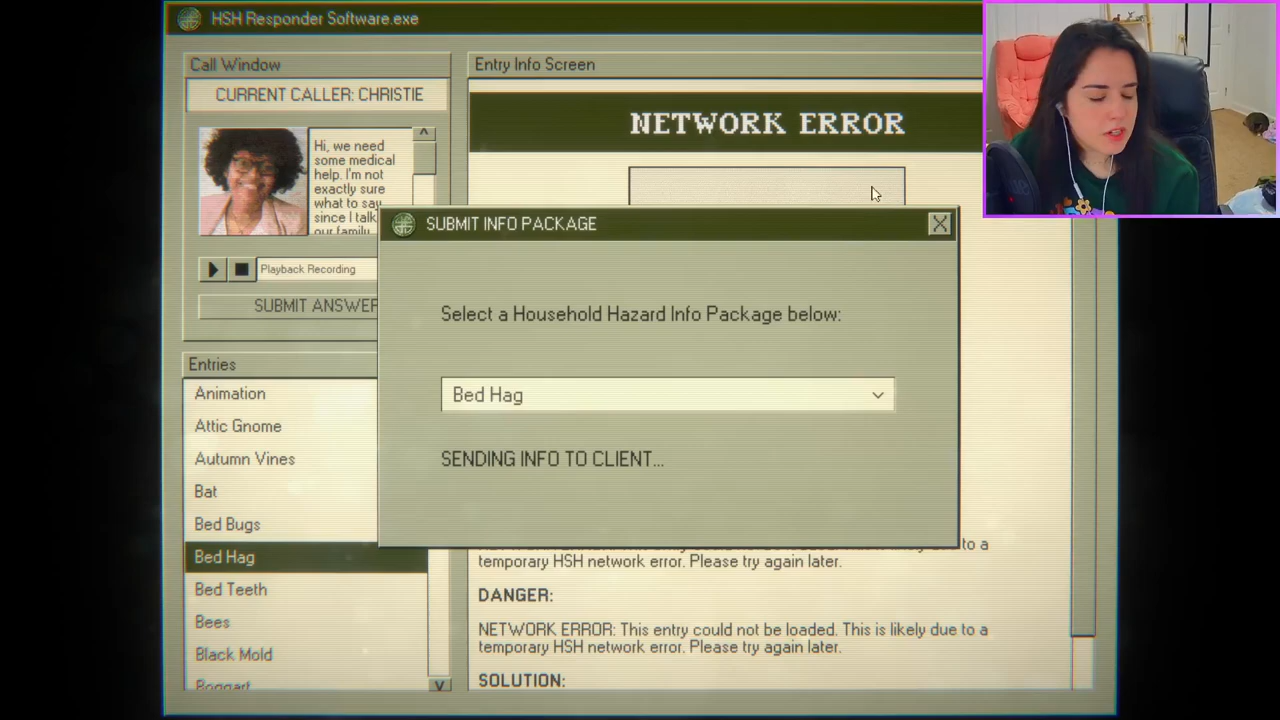 HSH Responder Software.exe
Call Window
CURRENT CALLER: CHRISTIE
Hi, we need
some medical
help. I'm not
exactly sure
what to say
since I talk
our family
Playback Recording
SUBMIT ANSWER
Entries
Animation
Attic Gnome
Autumn Vines
Bat
Bed Bugs
Bed Hag
Bed Teeth
Bees
Black Mold
Boggart
Entry Info Screen
NETWORK ERROR
SUBMIT INFO PACKAGE
Select a Household Hazard Info Package below:
Bed Hag
SENDING INFO TO CLIENT...
to a
temporary HSH network error. Please try again later.
DANGER:
NETWORK ERROR: This entry could not be loaded. This is likely due to a
temporary HSH network error. Please try again later.
SOLUTION: